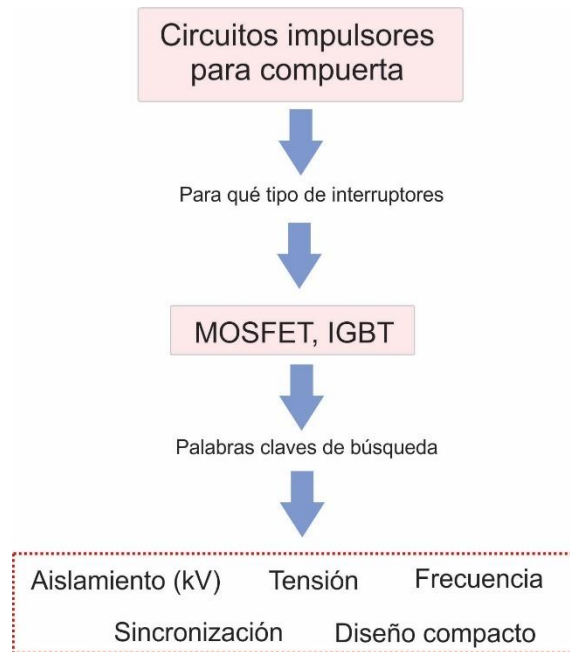 Circuitos impulsores
para compuerta
Para qué tipo de interruptores
MOSFET, IGBT
Palabras claves de búsqueda
Aislamiento (kV) Tensión Frecuencia
Sincronización Diseño compacto